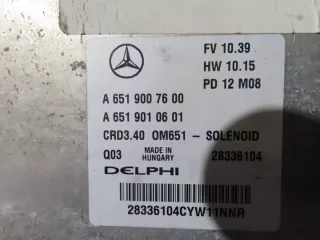 FV 10.39
HW 10.15
PD 12 M08
A 651 900 76 00
A 651 901 06 01
CRD3.40 OM651 - SOLENOID
Q03 MADE IN HUNGARY 28336104
DELPHI
28336104CYW11NNR